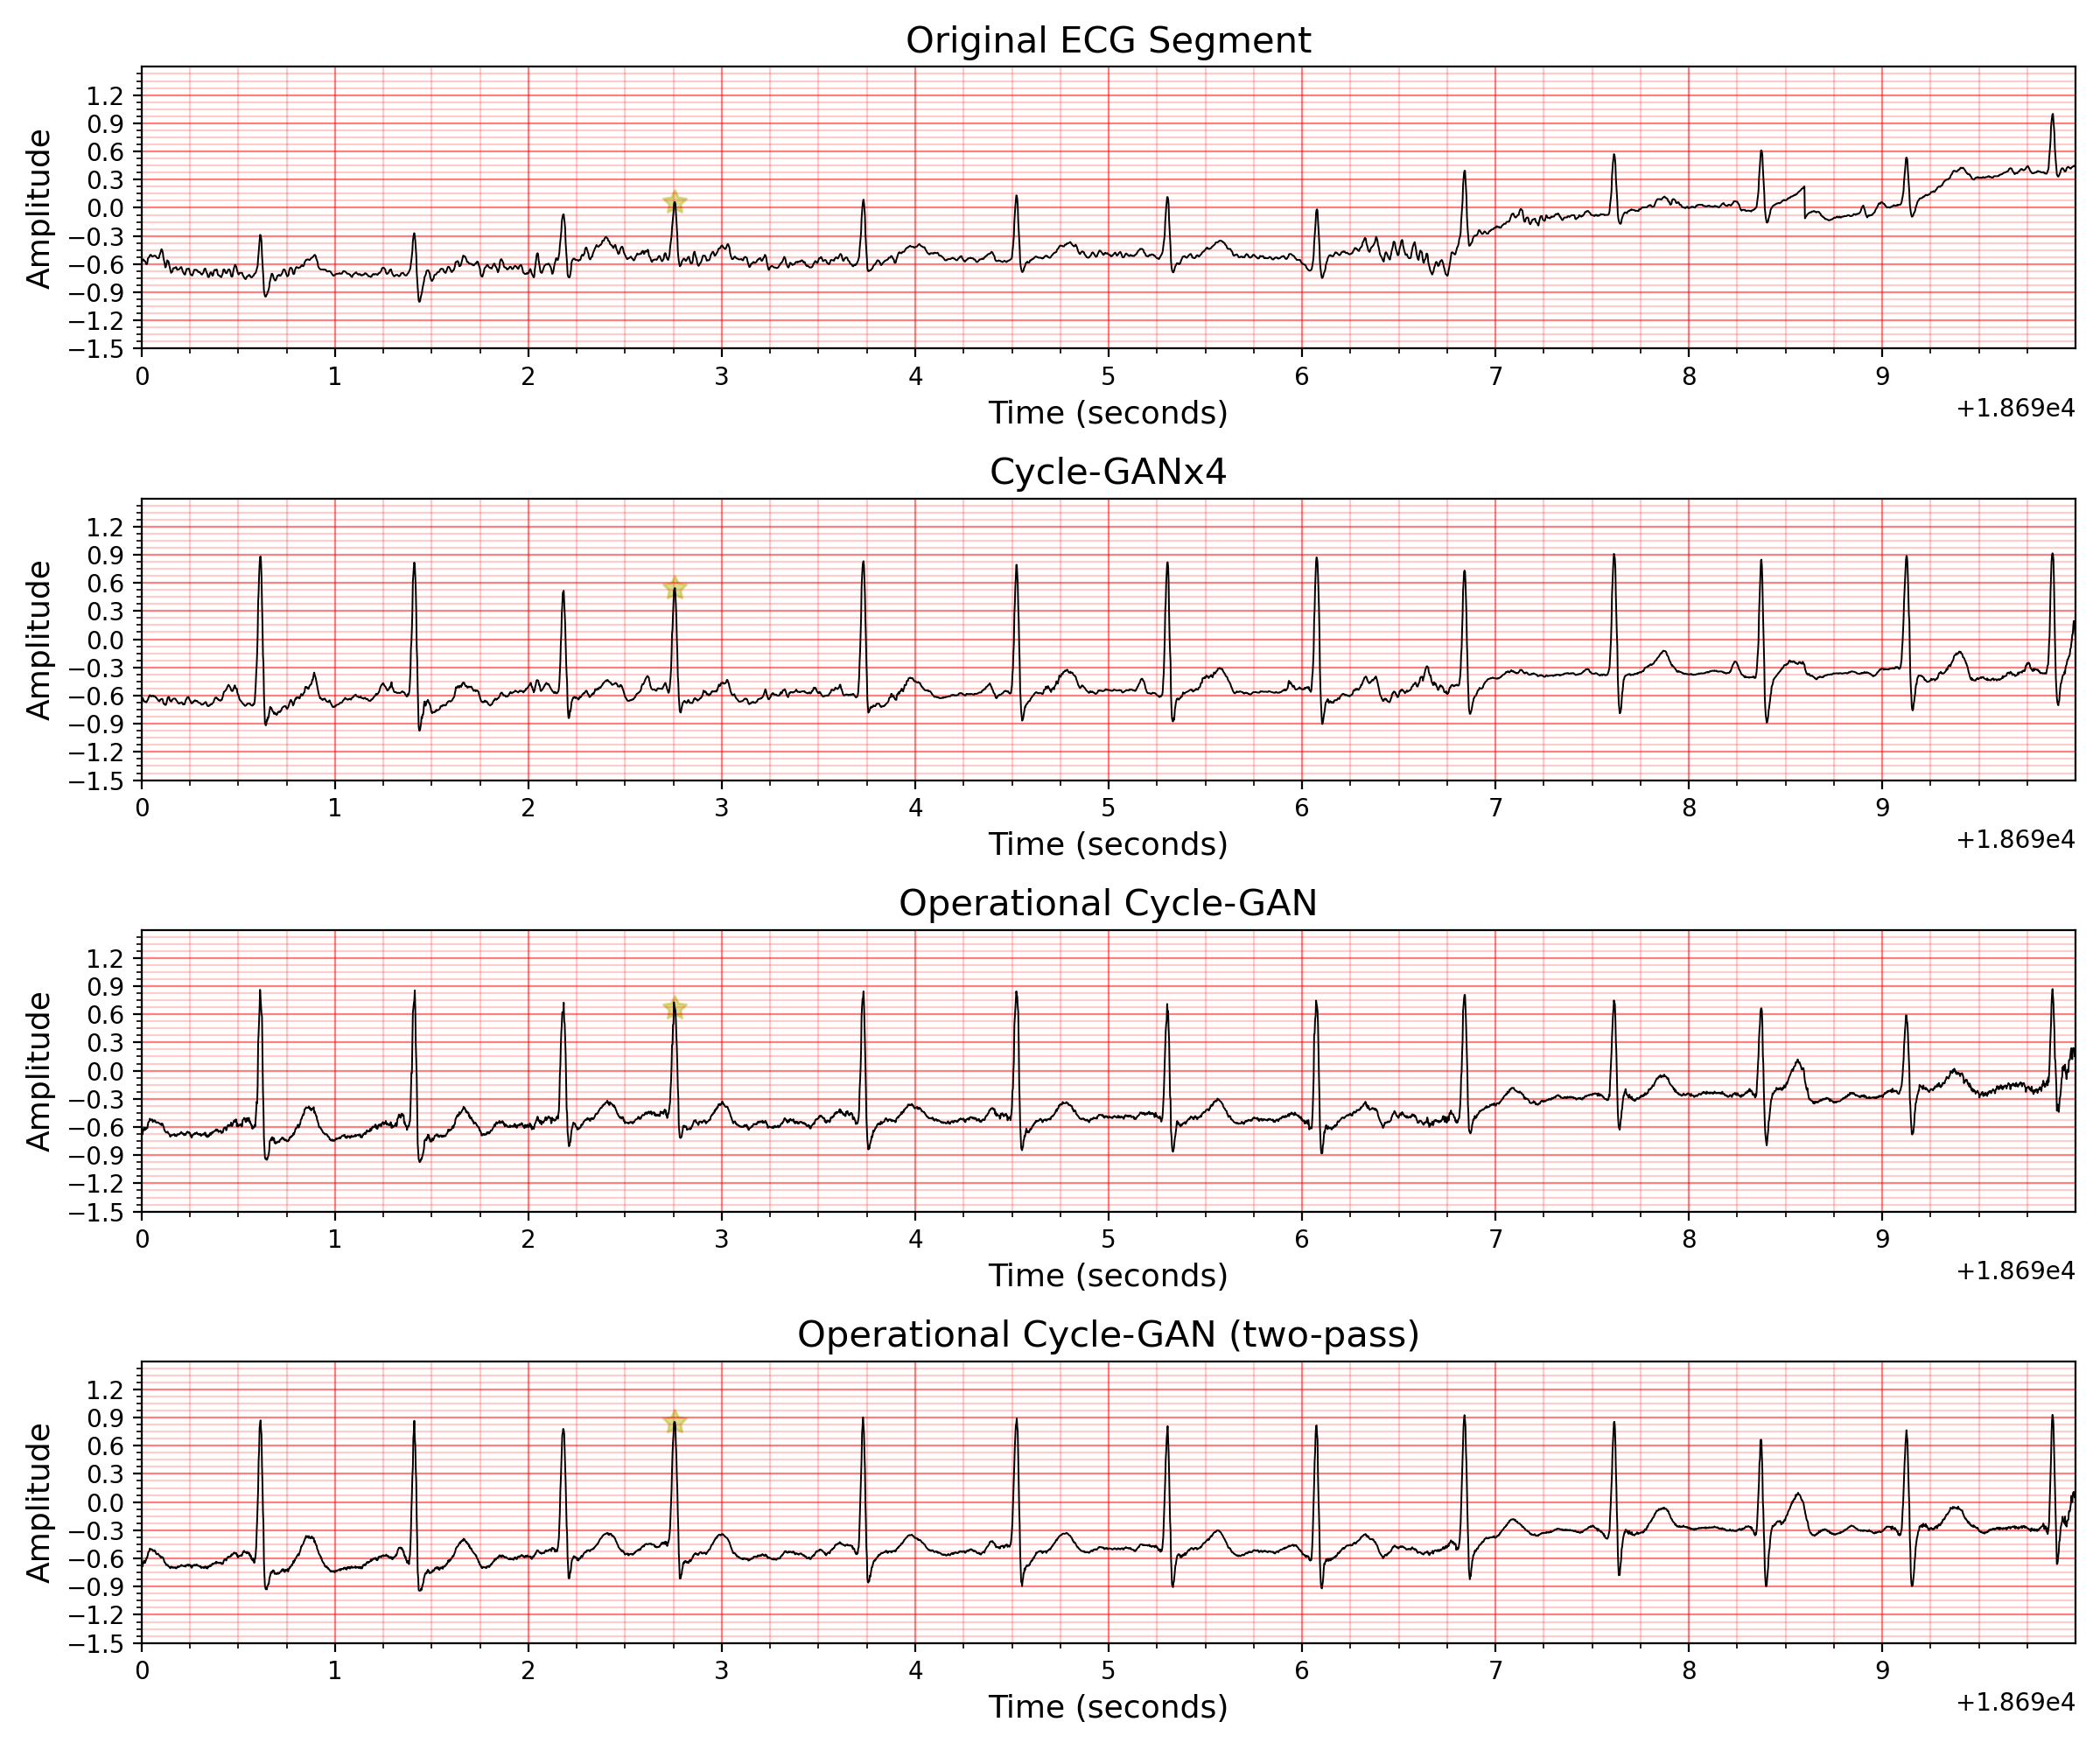 Original ECG Segment
Amplitude
1.2
0.9
0.6
0.3
0.0
−0.3
−0.6
−0.9
−1.2
−1.5
0 1 2 3 4 5 6 7 8 9
Time (seconds)
+1.869e4
Cycle-GANx4
Amplitude
1.2
0.9
0.6
0.3
0.0
−0.3
−0.6
−0.9
−1.2
−1.5
0 1 2 3 4 5 6 7 8 9
Time (seconds)
+1.869e4
Operational Cycle-GAN
Amplitude
1.2
0.9
0.6
0.3
0.0
−0.3
−0.6
−0.9
−1.2
−1.5
0 1 2 3 4 5 6 7 8 9
Time (seconds)
+1.869e4
Operational Cycle-GAN (two-pass)
Amplitude
1.2
0.9
0.6
0.3
0.0
−0.3
−0.6
−0.9
−1.2
−1.5
0 1 2 3 4 5 6 7 8 9
Time (seconds)
+1.869e4